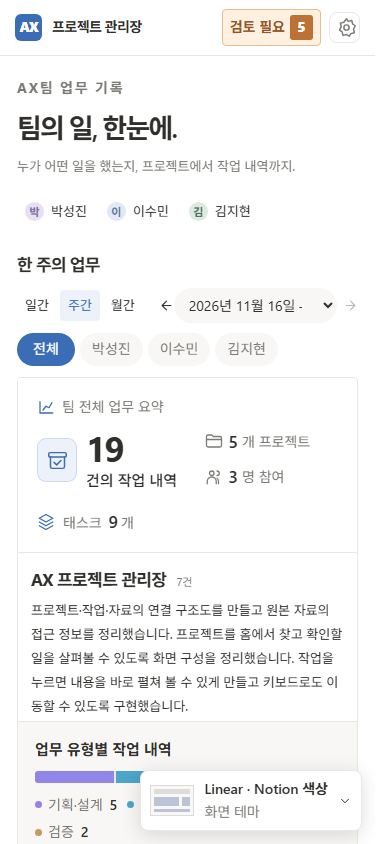 AX 프로젝트 관리장 검토 필요 5
AX팀 업무 기록
팀의 일, 한눈에.
누가 어떤 일을 했는지, 프로젝트에서 작업 내역까지.
박 박성진 이 이수민 김 김지현
한 주의 업무
일간 주간 월간 ← 2026년 11월 16일 - →
전체 박성진 이수민 김지현
팀 전체 업무 요약
19
건의 작업 내역
5 개 프로젝트
3 명 참여
태스크 9 개
AX 프로젝트 관리장 7건
프로젝트·작업·자료의 연결 구조도를 만들고 원본 자료의
접근 정보를 정리했습니다. 프로젝트를 홈에서 찾고 확인할
일을 살펴볼 수 있도록 화면 구성을 정리했습니다. 작업을
누르면 내용을 바로 펼쳐 볼 수 있게 만들고 키보드로도 이
동할 수 있도록 구현했습니다.
업무 유형별 작업 내역
기획·설계 5
검증 2
Linear · Notion 색상
화면 테마